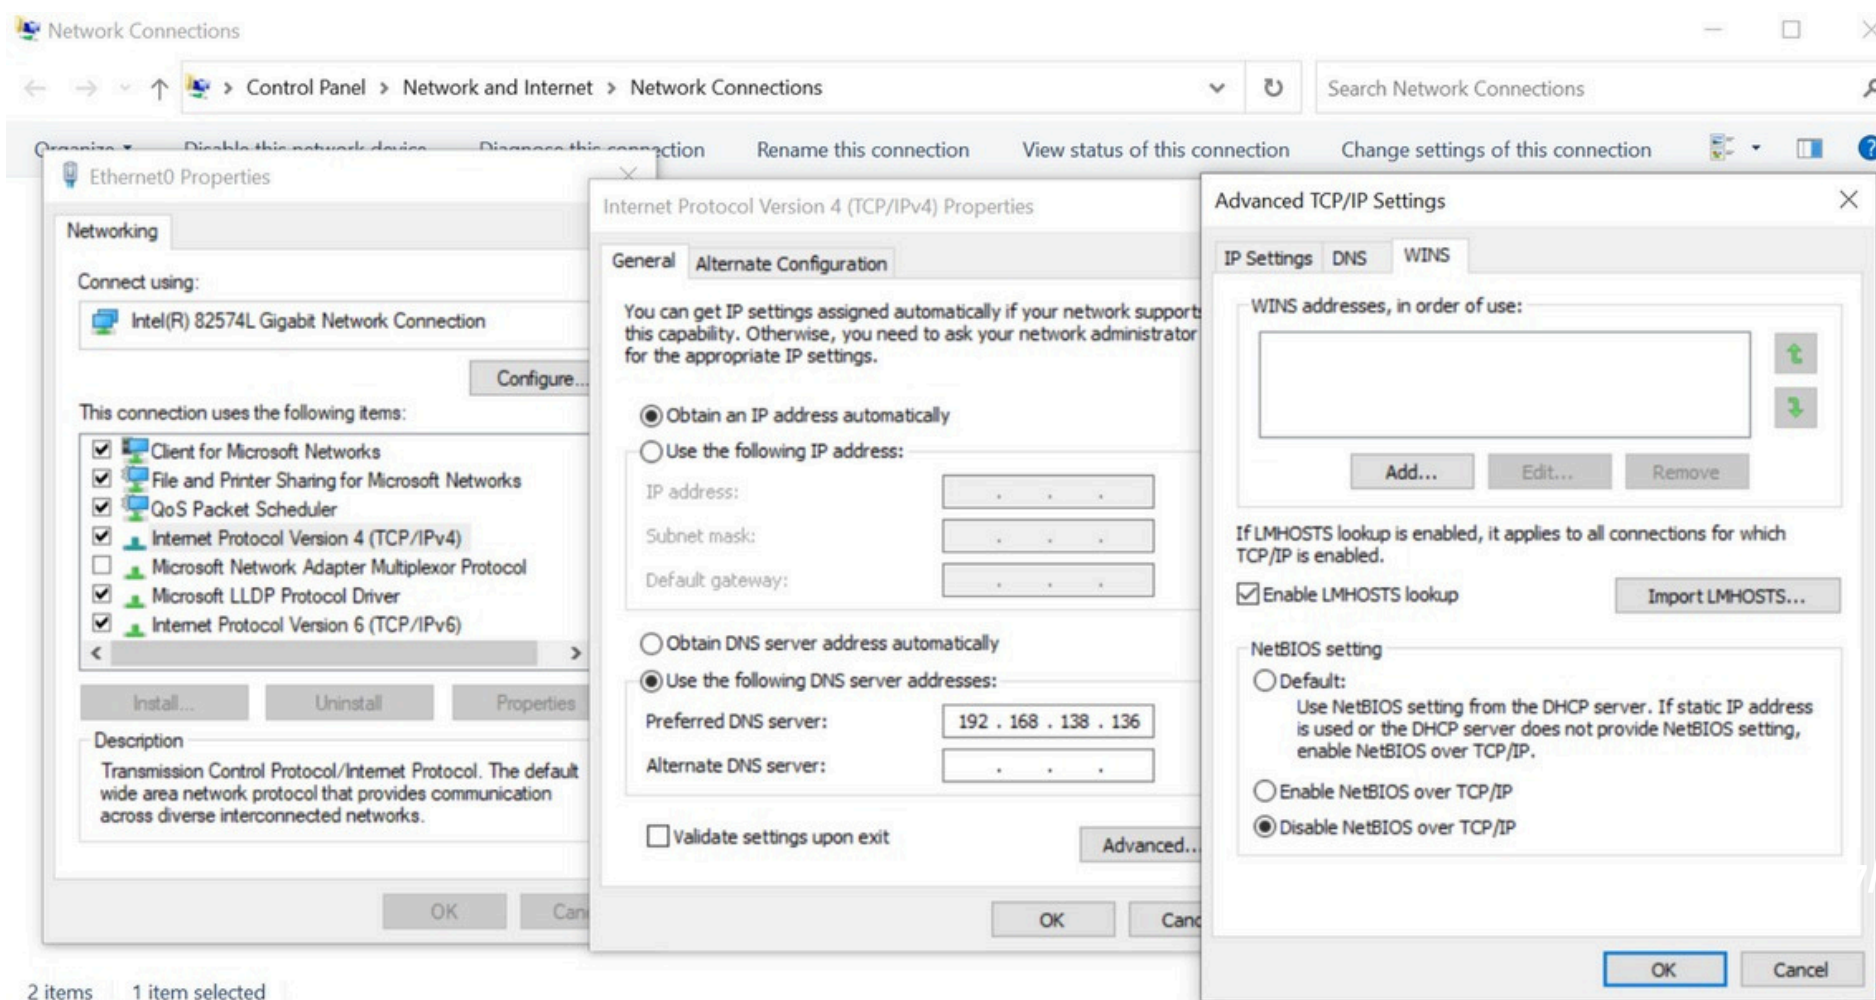 Network Connections
Control Panel > Network and Internet > Network Connections
Search Network Connections
Organize Disable this network device Diagnose this connection Rename this connection View status of this connection Change settings of this connection
Ethernet0 Properties
Networking
Connect using:
Intel(R) 82574L Gigabit Network Connection
Configure...
This connection uses the following items:
Client for Microsoft Networks
File and Printer Sharing for Microsoft Networks
QoS Packet Scheduler
Internet Protocol Version 4 (TCP/IPv4)
Microsoft Network Adapter Multiplexor Protocol
Microsoft LLDP Protocol Driver
Internet Protocol Version 6 (TCP/IPv6)
Install... Uninstall Properties
Description
Transmission Control Protocol/Internet Protocol. The default
wide area network protocol that provides communication
across diverse interconnected networks.
OK Can
Internet Protocol Version 4 (TCP/IPv4) Properties
General Alternate Configuration
You can get IP settings assigned automatically if your network supports
this capability. Otherwise, you need to ask your network administrator
for the appropriate IP settings.
Obtain an IP address automatically
Use the following IP address:
IP address: . . .
Subnet mask: . . .
Default gateway: . . .
Obtain DNS server address automatically
Use the following DNS server addresses:
Preferred DNS server: 192 . 168 . 138 . 136
Alternate DNS server: . . .
Validate settings upon exit
Advanced...
OK Canc
Advanced TCP/IP Settings
IP Settings DNS WINS
WINS addresses, in order of use:
Add... Edit... Remove
If LMHOSTS lookup is enabled, it applies to all connections for which
TCP/IP is enabled.
Enable LMHOSTS lookup Import LMHOSTS...
NetBIOS setting
Default:
Use NetBIOS setting from the DHCP server. If static IP address
is used or the DHCP server does not provide NetBIOS setting,
enable NetBIOS over TCP/IP.
Enable NetBIOS over TCP/IP
Disable NetBIOS over TCP/IP
OK Cancel
2 items 1 item selected